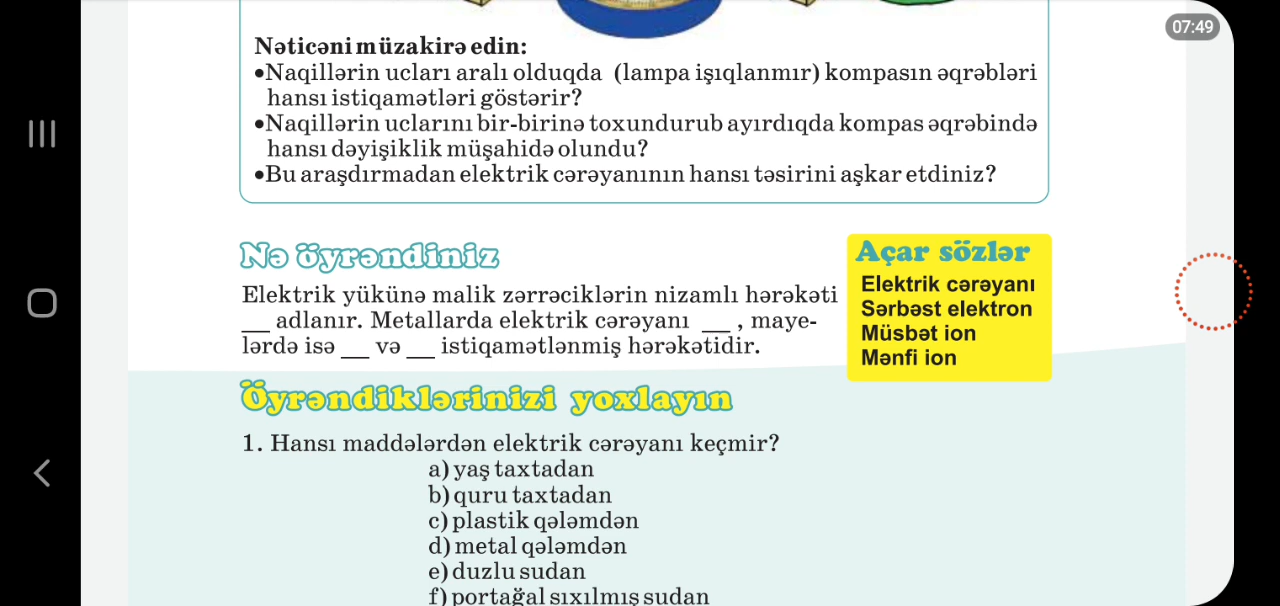 07:49
Nəticəni müzakirə edin:
•Naqillərin ucları aralı olduqda (lampa işıqlanmır) kompasın əqrəbləri
hansı istiqamətləri göstərir?
•Naqillərin uclarını bir-birinə toxundurub ayırdıqda kompas əqrəbində
hansı dəyişiklik müşahidə olundu?
•Bu araşdırmadan elektrik cərəyanının hansı təsirini aşkar etdiniz?
Nə öyrəndiniz
Elektrik yükünə malik zərrəciklərin nizamlı hərəkəti
__ adlanır. Metallarda elektrik cərəyanı __ , maye-
lərdə isə __ və __ istiqamətlənmiş hərəkətidir.
Açar sözlər
Elektrik cərəyanı
Sərbəst elektron
Müsbət ion
Mənfi ion
Öyrəndiklərinizi yoxlayın
1. Hansı maddələrdən elektrik cərəyanı keçmir?
a) yaş taxtadan
b) quru taxtadan
c) plastik qələmdən
d) metal qələmdən
e) duzlu sudan
f) portağal sıxılmış sudan